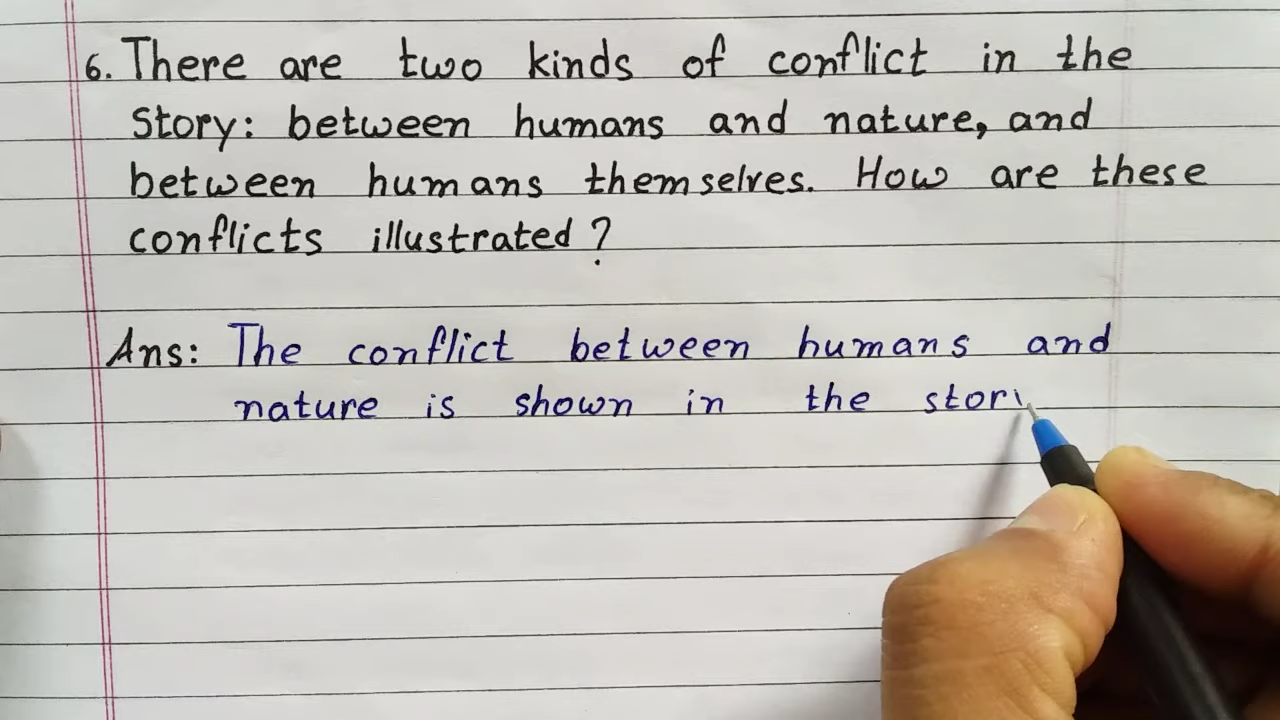 6. There are two kinds of conflict in the
Story: between humans and nature, and
between humans themselves. How are these
conflicts illustrated?
Ans: The conflict between humans and
nature is shown in the